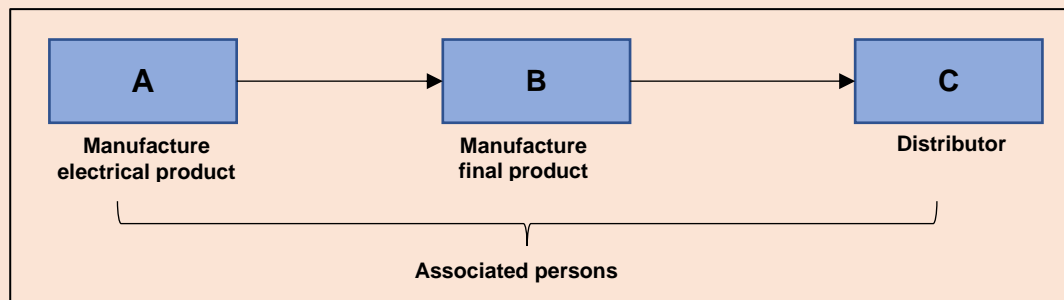 A
B
C
Manufacture
electrical product
Manufacture
final product
Distributor
Associated persons